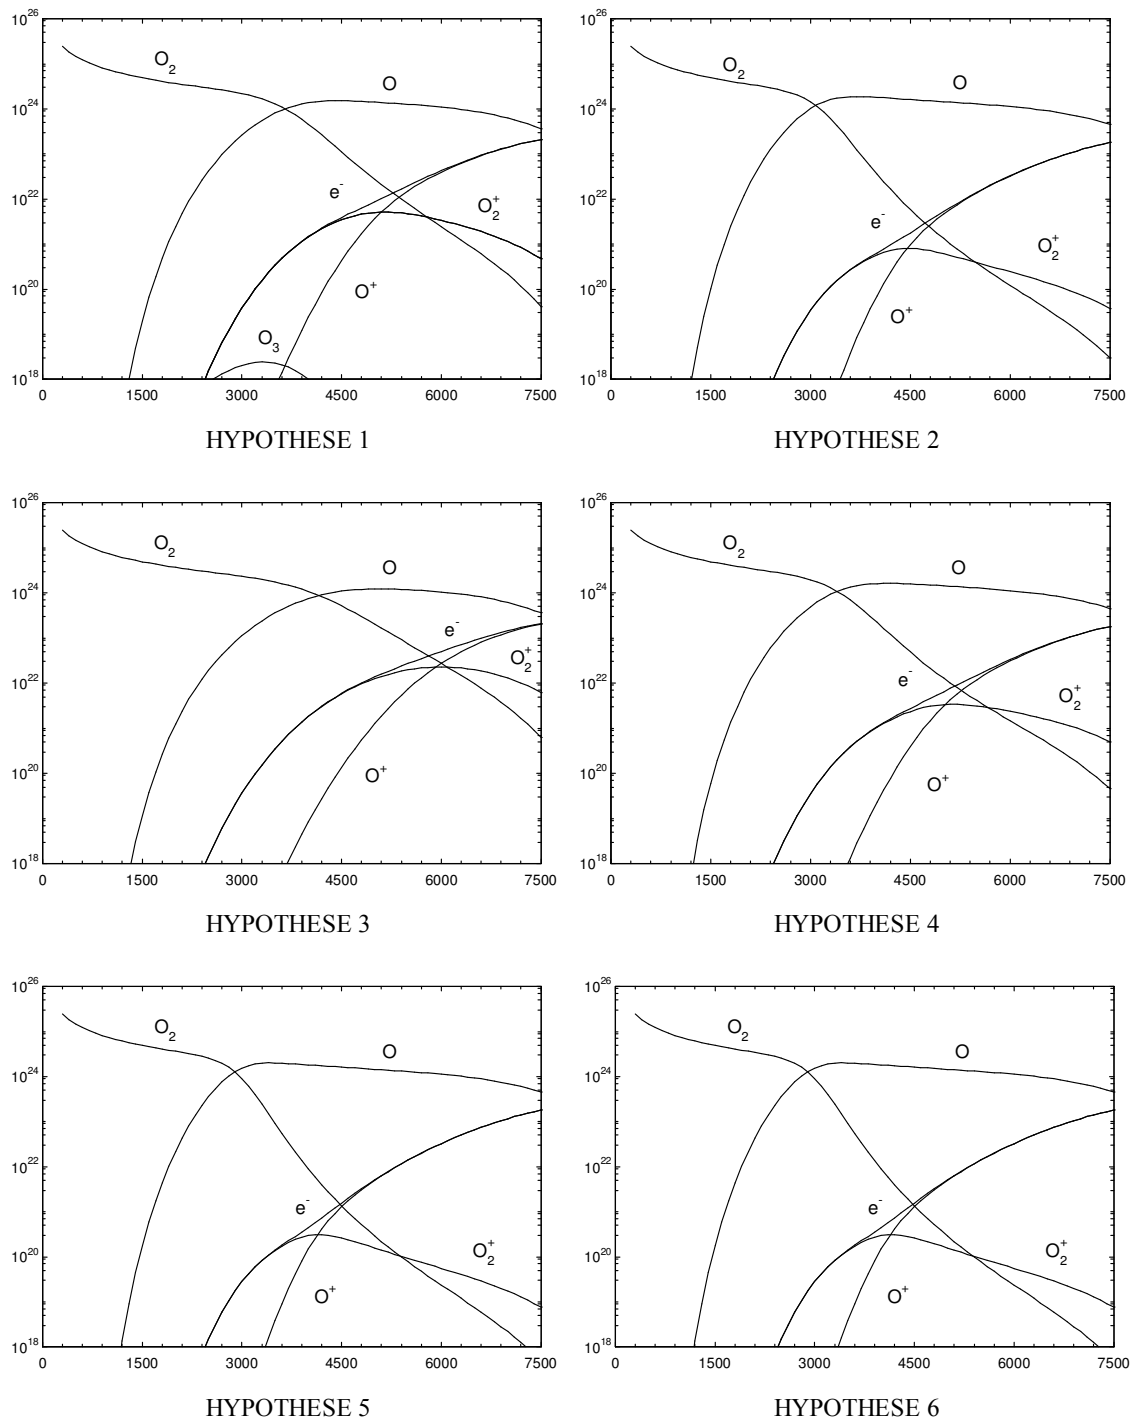 10^26
O2
O
10^24
10^22
e-
O2+
10^20
O+
O3
10^18
0 1500 3000 4500 6000 7500
HYPOTHESE 1
10^26
O2
O
10^24
10^22
e-
O2+
10^20
O+
10^18
0 1500 3000 4500 6000 7500
HYPOTHESE 2
10^26
O2
O
10^24
e-
O2+
10^22
10^20
O+
10^18
0 1500 3000 4500 6000 7500
HYPOTHESE 3
10^26
O2
O
10^24
10^22
e-
O2+
10^20
O+
10^18
0 1500 3000 4500 6000 7500
HYPOTHESE 4
10^26
O2
O
10^24
10^22
e-
O2+
10^20
O+
10^18
0 1500 3000 4500 6000 7500
HYPOTHESE 5
10^26
O2
O
10^24
10^22
e-
O2+
10^20
O+
10^18
0 1500 3000 4500 6000 7500
HYPOTHESE 6